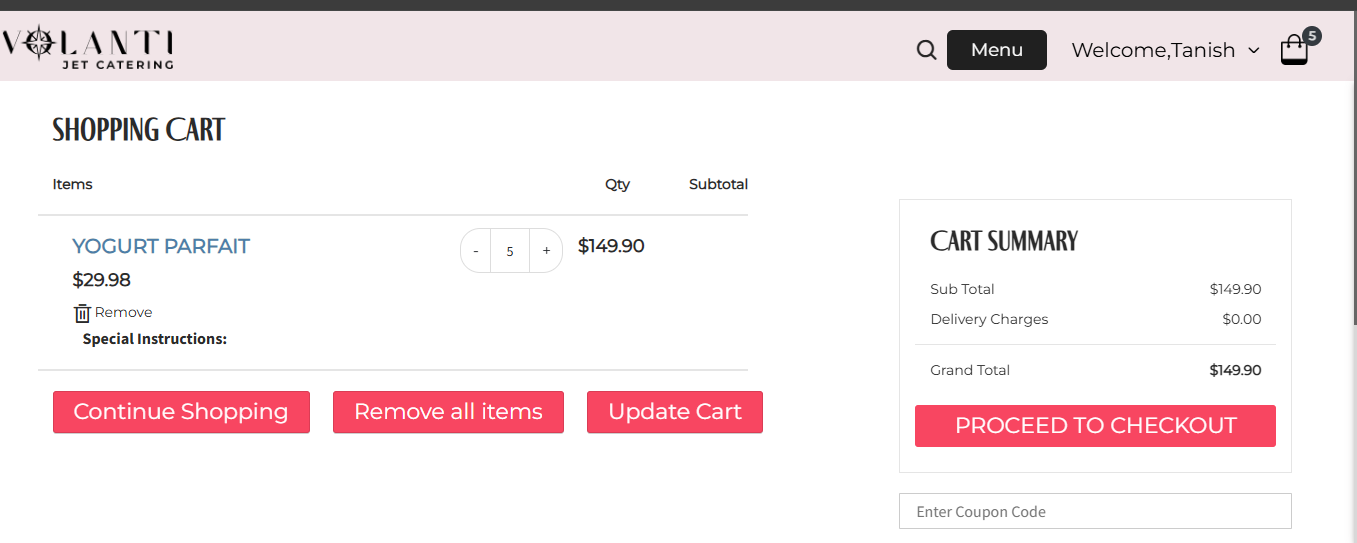 VOLANTI
JET CATERING
Menu
Welcome,Tanish
5
SHOPPING CART
Items Qty Subtotal
YOGURT PARFAIT
- 5 +
$149.90
$29.98
Remove
Special Instructions:
Continue Shopping
Remove all items
Update Cart
CART SUMMARY
Sub Total $149.90
Delivery Charges $0.00
Grand Total $149.90
PROCEED TO CHECKOUT
Enter Coupon Code